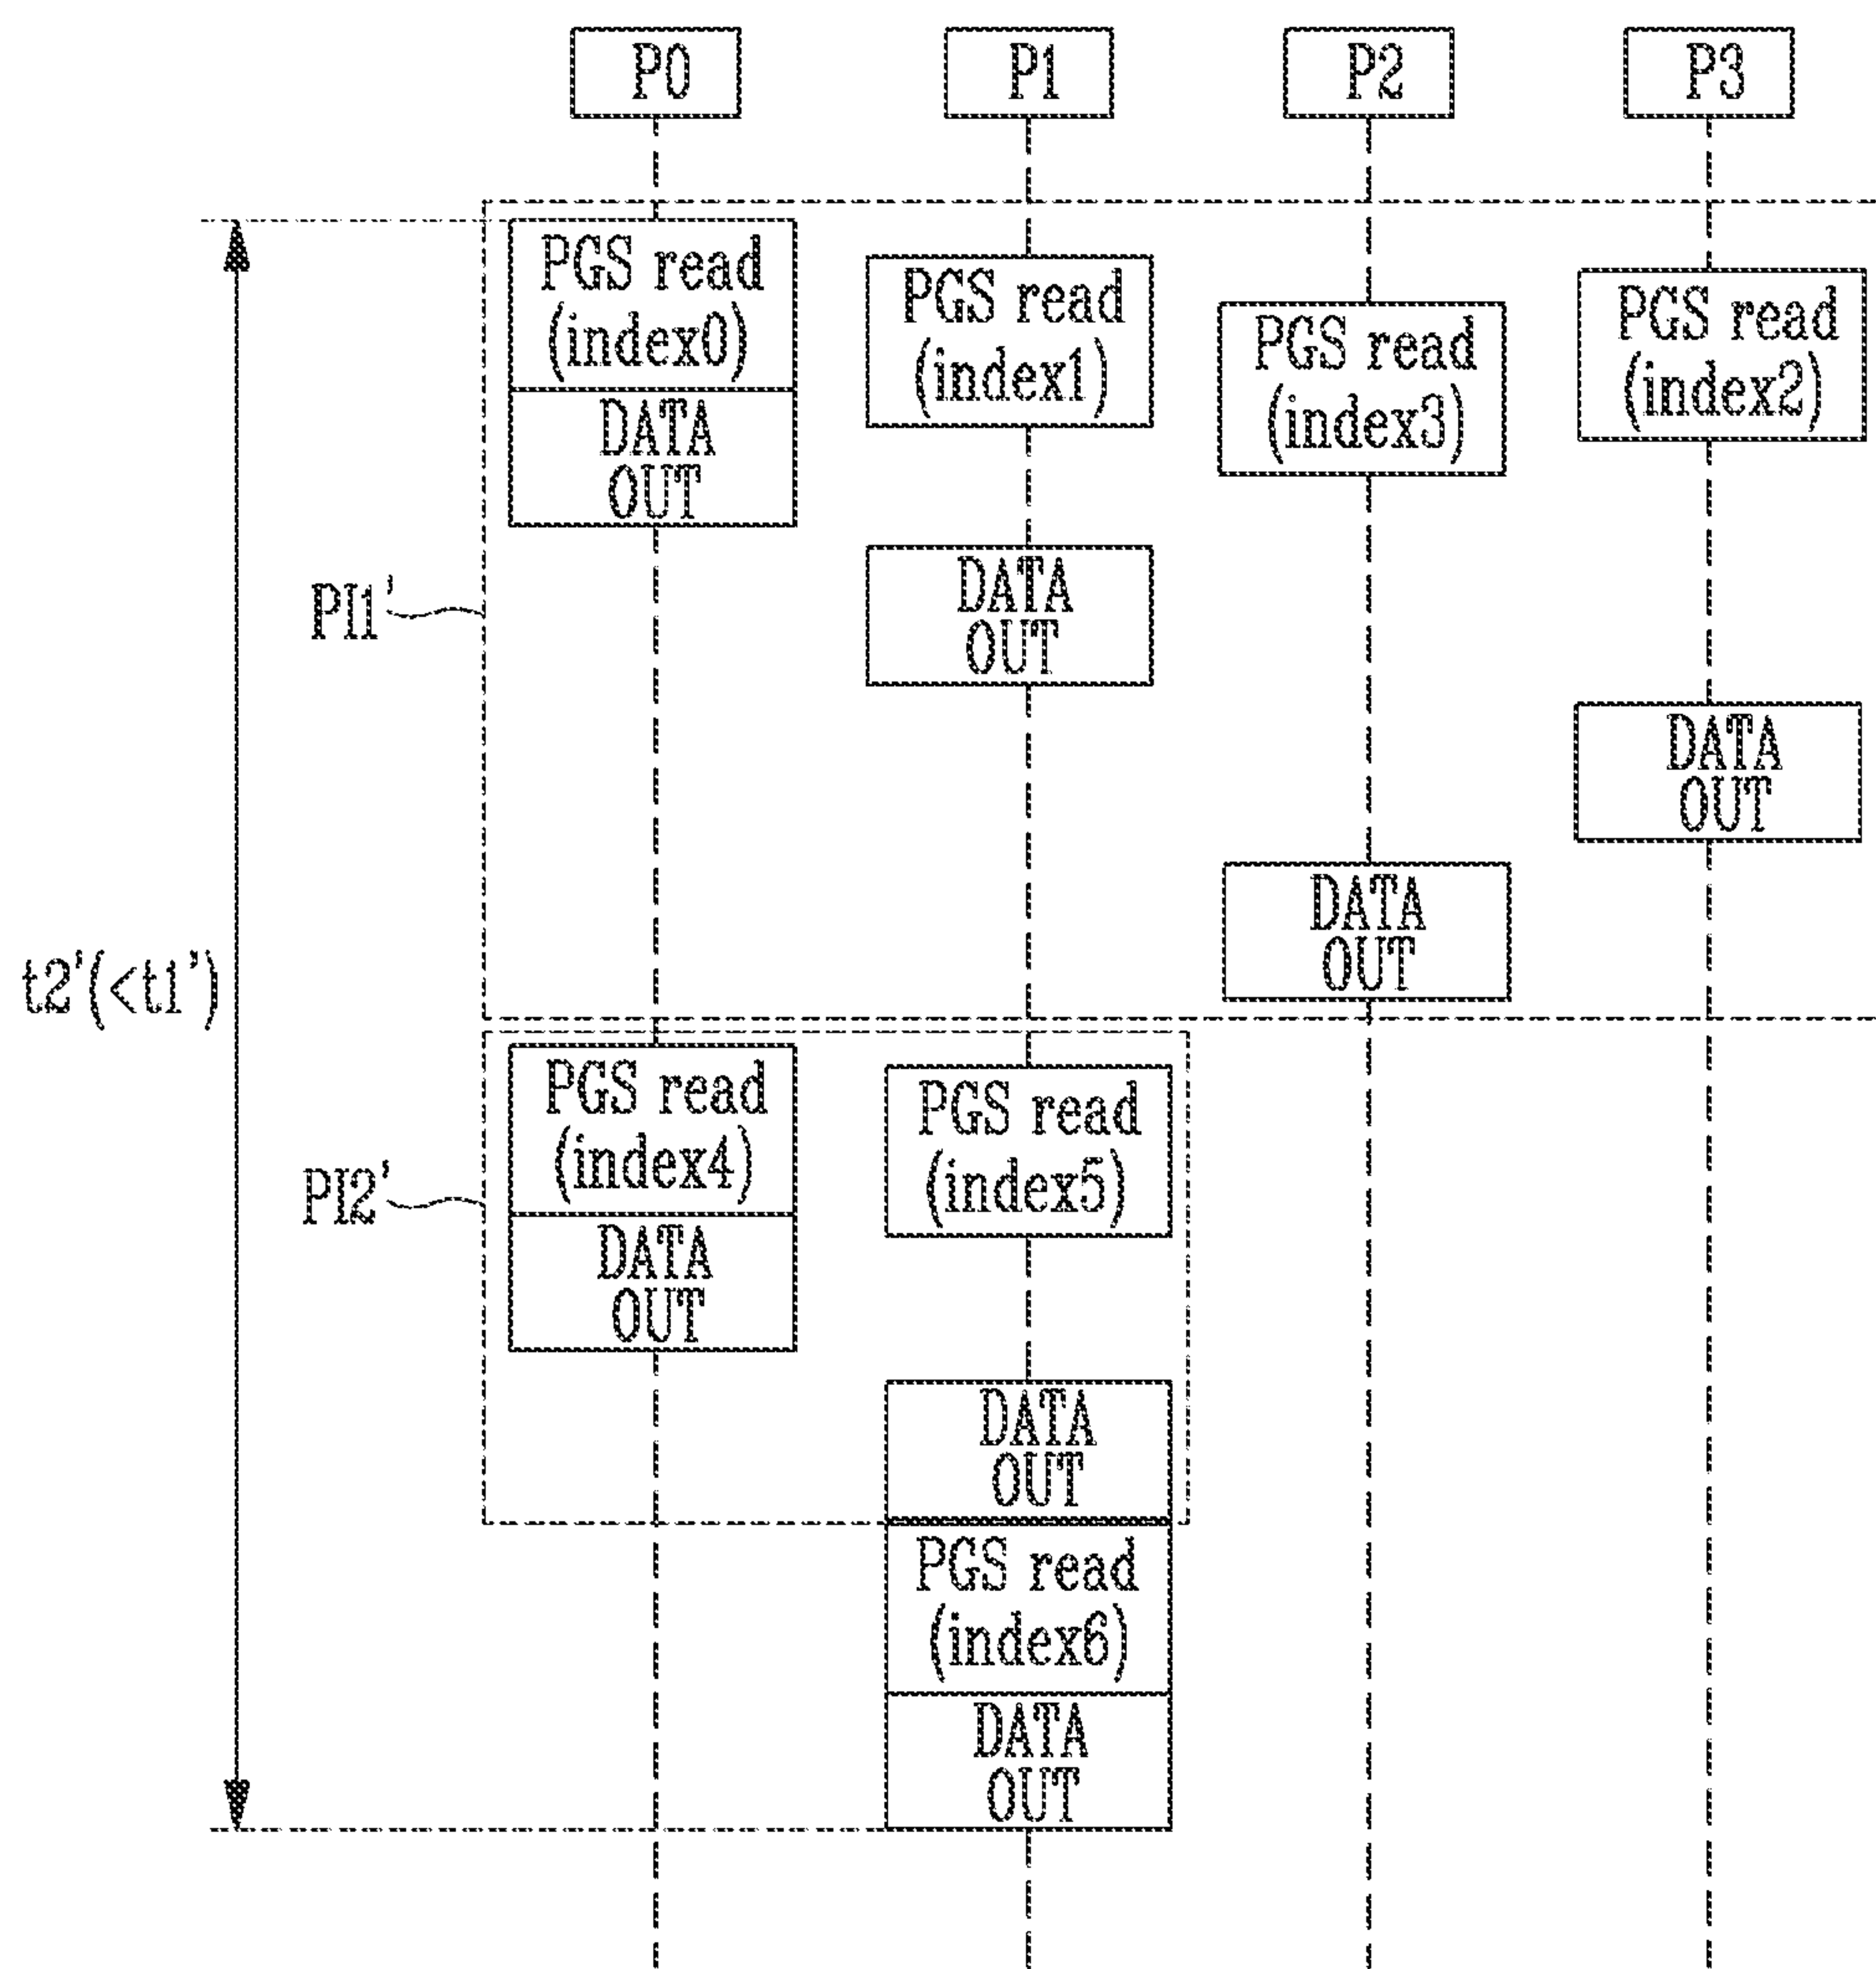 P0
P1
P2
P3
PGS read
(index0)
DATA
OUT
PGS read
(index1)
DATA
OUT
PGS read
(index3)
DATA
OUT
PGS read
(index2)
DATA
OUT
PI1'
t2'(<t1')
PI2'
PGS read
(index4)
DATA
OUT
PGS read
(index5)
DATA
OUT
PGS read
(index6)
DATA
OUT